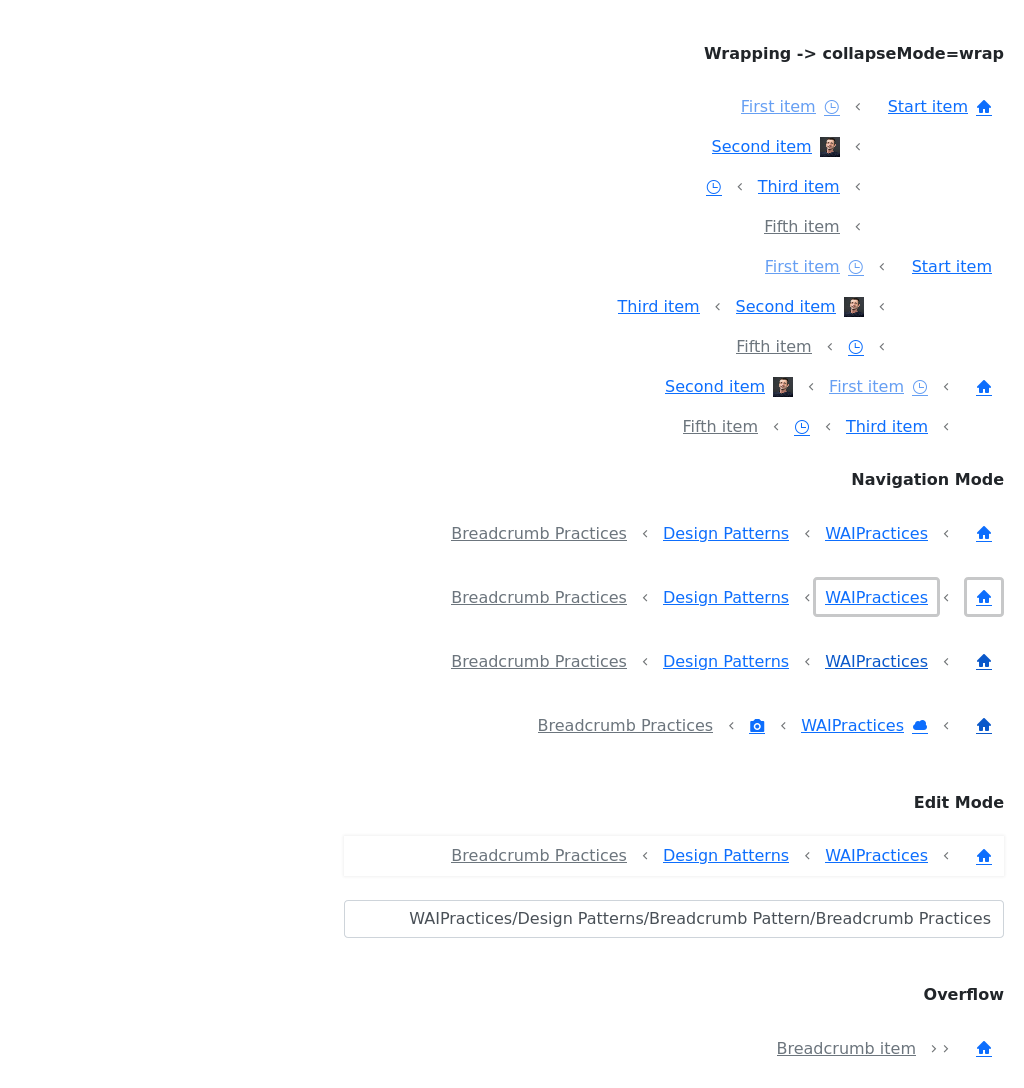 Wrapping -> collapseMode=wrap
Start item First item
Second item
Third item
Fifth item
Start item First item
Second item Third item
Fifth item
First item Second item
Third item Fifth item
Navigation Mode
WAIPractices Design Patterns Breadcrumb Practices
WAIPractices Design Patterns Breadcrumb Practices
WAIPractices Design Patterns Breadcrumb Practices
WAIPractices Breadcrumb Practices
Edit Mode
WAIPractices Design Patterns Breadcrumb Practices
WAIPractices/Design Patterns/Breadcrumb Pattern/Breadcrumb Practices
Overflow
Breadcrumb item